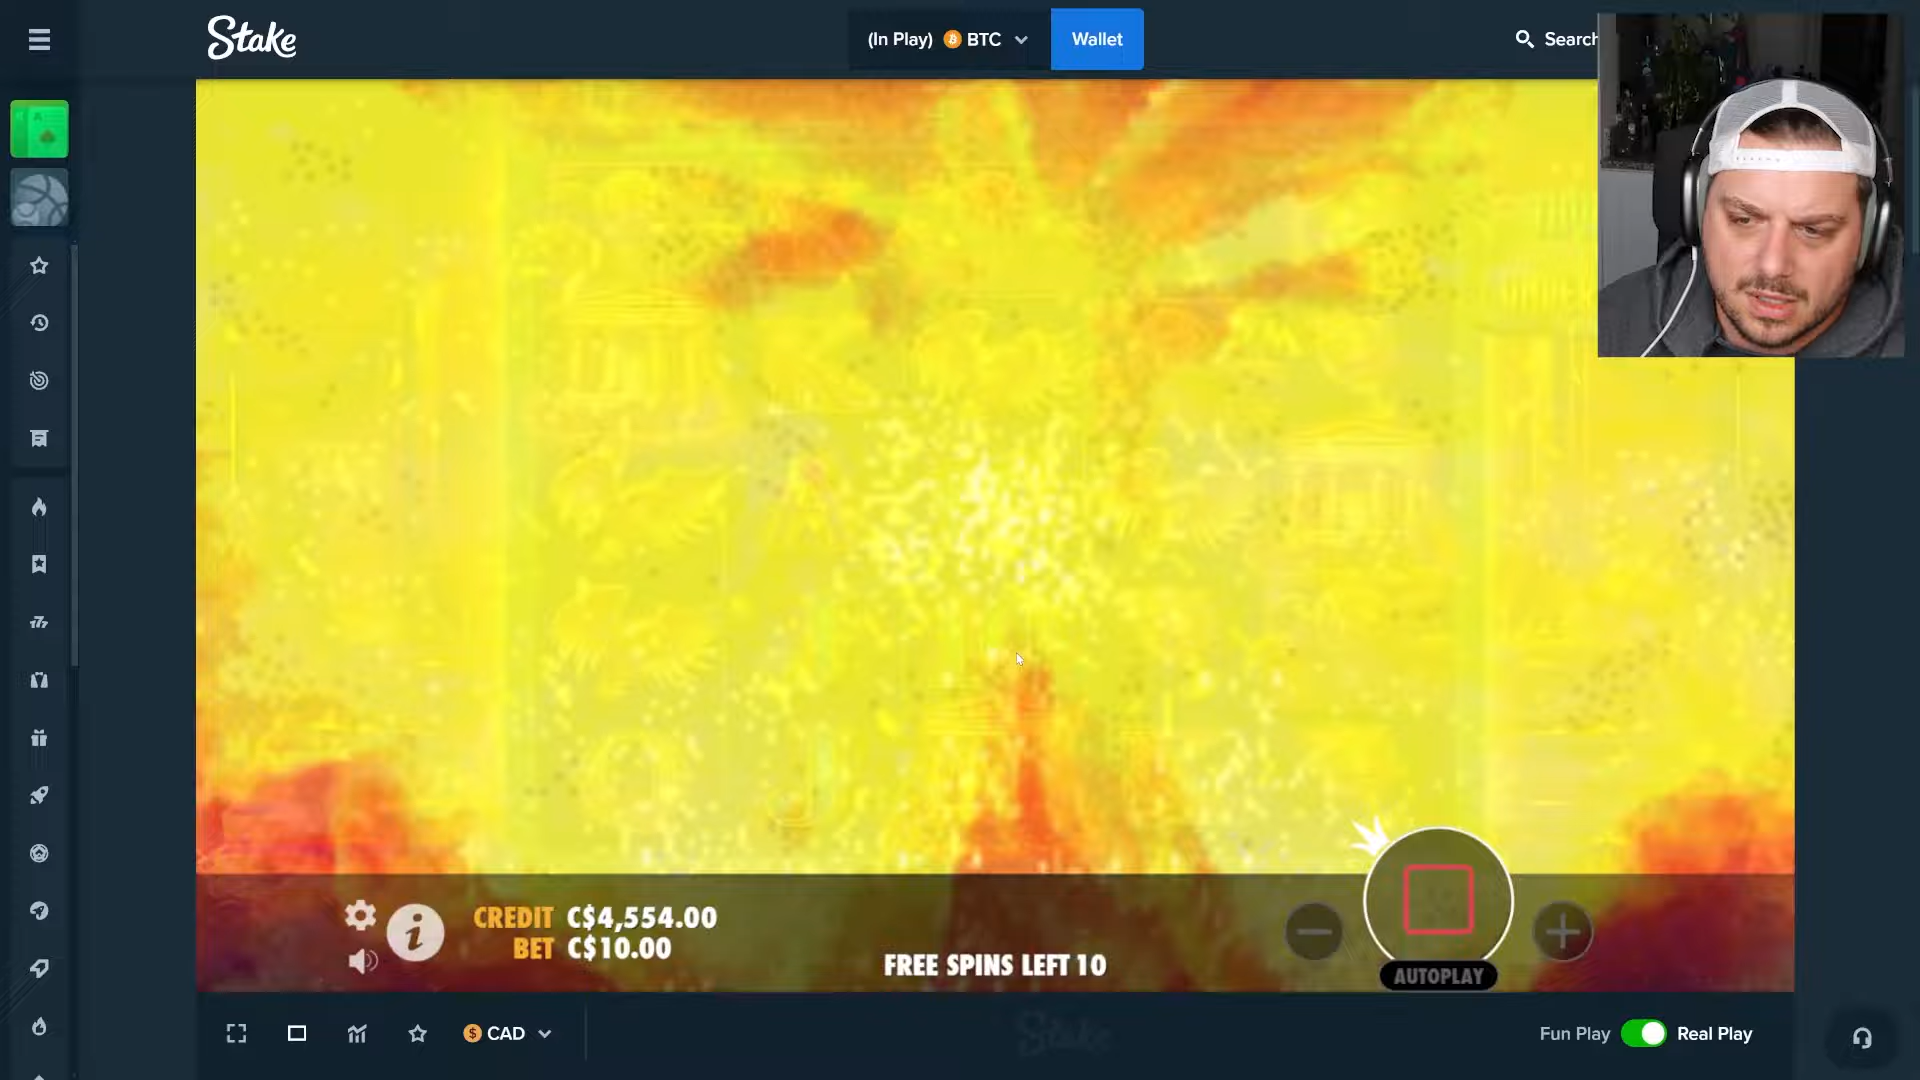 Stake
(In Play) BTC
Wallet
Search
CREDIT C$4,554.00
BET C$10.00
FREE SPINS LEFT 10
AUTOPLAY
CAD
Stake
Fun Play
Real Play